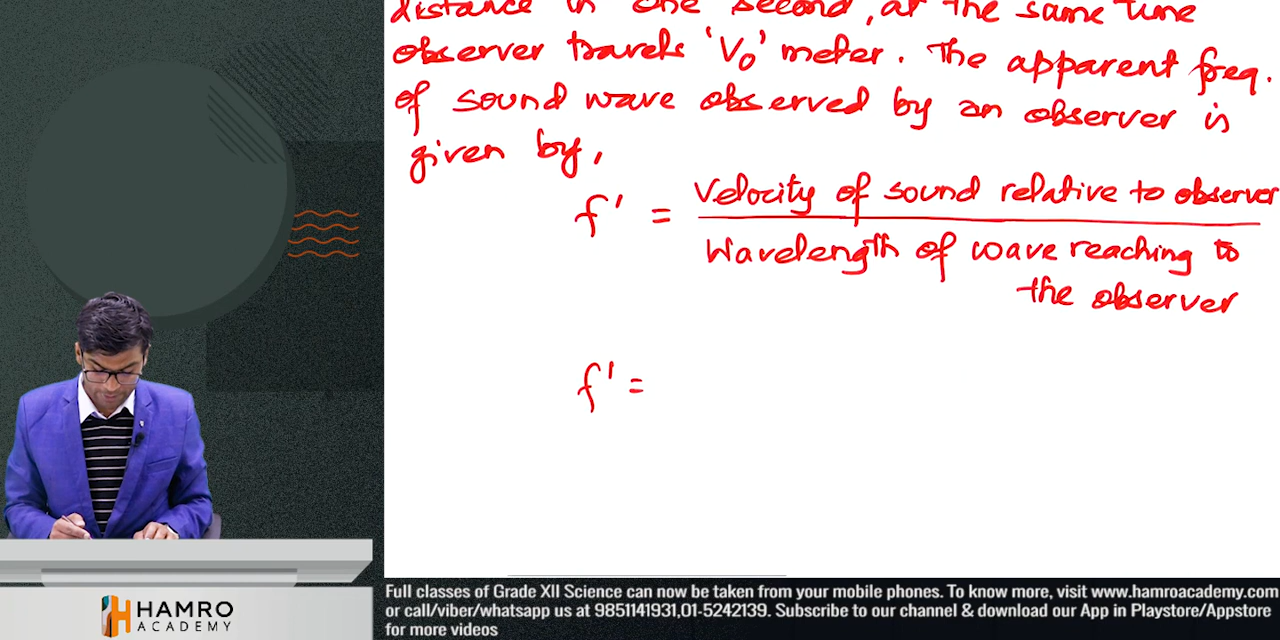 distance in one second, at the same time
observer travels 'V₀' meter. The apparent freq.
of sound wave observed by an observer is
given by,
f' = Velocity of sound relative to observer
Wavelength of wave reaching to
the observer
f' =
HAMRO
ACADEMY
Full classes of Grade XII Science can now be taken from your mobile phones. To know more, visit www.hamroacademy.com
or call/viber/whatsapp us at 9851141931,01-5242139. Subscribe to our channel & download our App in Playstore/Appstore
for more videos